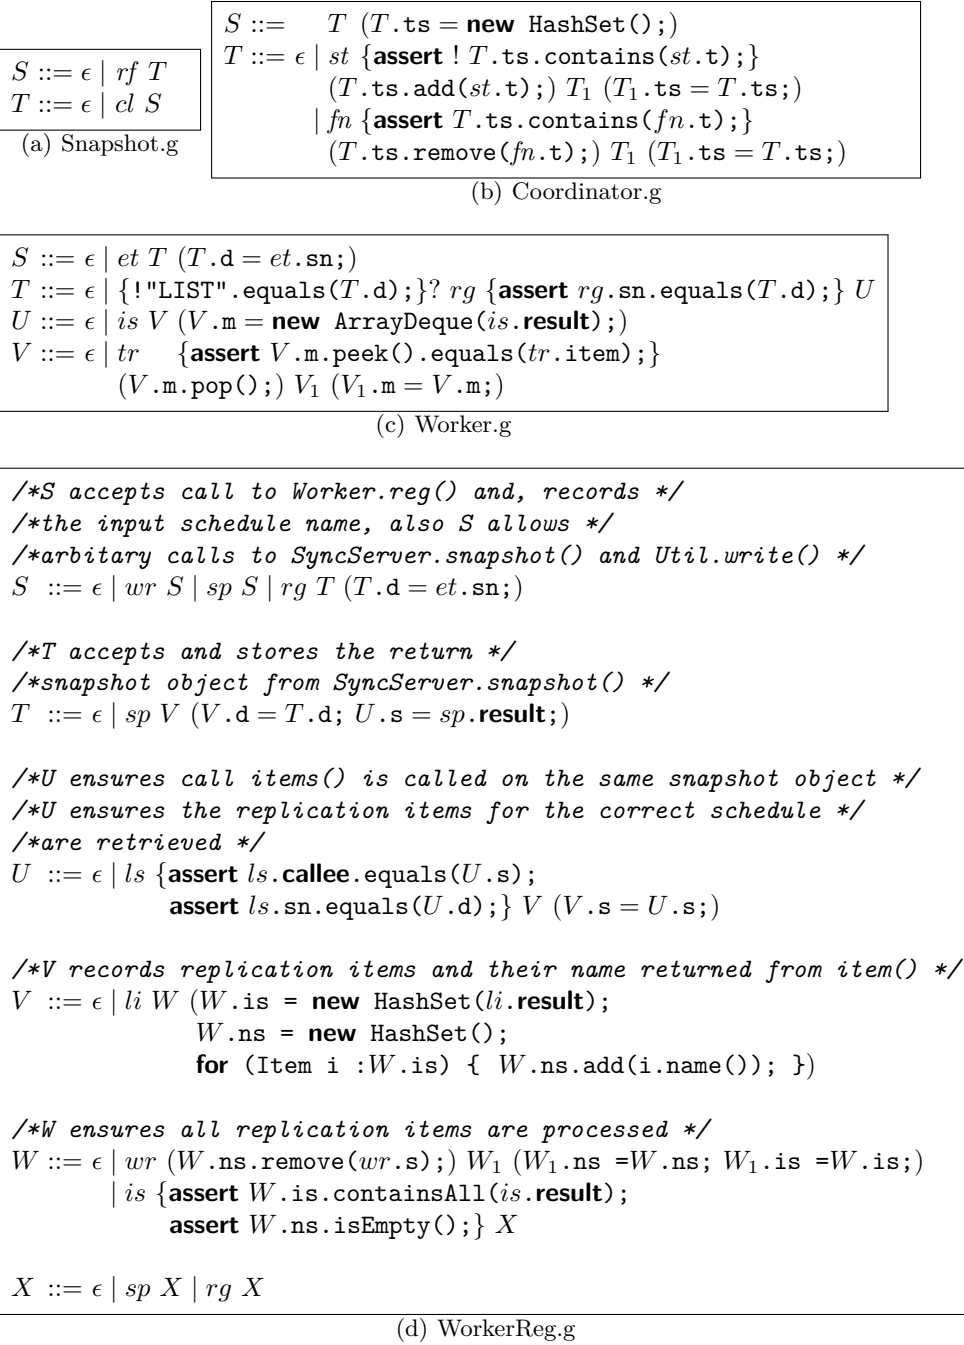 S ::= ϵ | rf T
T ::= ϵ | cl S
(a) Snapshot.g
S ::= T (T.ts = new HashSet();)
T ::= ϵ | st {assert ! T.ts.contains(st.t);}
(T.ts.add(st.t);) T₁ (T₁.ts = T.ts;)
| fn {assert T.ts.contains(fn.t);}
(T.ts.remove(fn.t);) T₁ (T₁.ts = T.ts;)
(b) Coordinator.g
S ::= ϵ | et T (T.d = et.sn;)
T ::= ϵ | {!"LIST".equals(T.d);}? rg {assert rg.sn.equals(T.d);} U
U ::= ϵ | is V (V.m = new ArrayDeque(is.result);)
V ::= ϵ | tr {assert V.m.peek().equals(tr.item);}
(V.m.pop();) V₁ (V₁.m = V.m;)
(c) Worker.g
/*S accepts call to Worker.reg() and, records */
/*the input schedule name, also S allows */
/*arbitary calls to SyncServer.snapshot() and Util.write() */
S ::= ϵ | wr S | sp S | rg T (T.d = et.sn;)
/*T accepts and stores the return */
/*snapshot object from SyncServer.snapshot() */
T ::= ϵ | sp V (V.d = T.d; U.s = sp.result;)
/*U ensures call items() is called on the same snapshot object */
/*U ensures the replication items for the correct schedule */
/*are retrieved */
U ::= ϵ | ls {assert ls.callee.equals(U.s);
assert ls.sn.equals(U.d);} V (V.s = U.s;)
/*V records replication items and their name returned from item() */
V ::= ϵ | li W (W.is = new HashSet(li.result);
W.ns = new HashSet();
for (Item i :W.is) { W.ns.add(i.name()); })
/*W ensures all replication items are processed */
W ::= ϵ | wr (W.ns.remove(wr.s);) W₁ (W₁.ns =W.ns; W₁.is =W.is;)
| is {assert W.is.containsAll(is.result);
assert W.ns.isEmpty();} X
X ::= ϵ | sp X | rg X
(d) WorkerReg.g